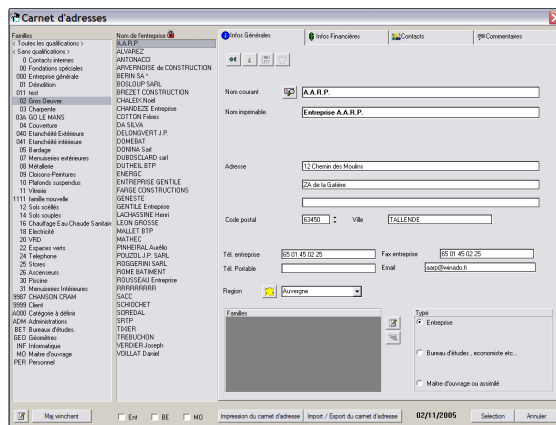 Carnet d'adresses
Familles
< Toutes les qualifications >
< Sans qualifications >
0 Contacts internes
00 Fondations spéciales
000 Entreprise générale
01 Démolition
011 test
02 Gros Oeuvre
03 Charpente
03A GO LE MANS
04 Couverture
040 Etanchéité Extérieure
041 Etanchéité intérieure
05 Bardage
07 Menuiseries extérieures
08 Métallerie
09 Cloisons-Peintures
10 Plafonds suspendus
11 Vitrerie
1111 famille nouvelle
12 Sols scellés
14 Sols souples
16 Chauffage Eau Chaude Sanitaire
18 Electricité
20 VRD
22 Espaces verts
24 Telephone
25 Stores
26 Ascenseurs
30 Piscine
31 Menuiseries Intérieures
9987 CHANSON CRAM
9999 Client
A000 Catégorie à définir
ADM Administrations
BET Bureaux d'études.
GEO Géomètres
INF Informatique
MO Maitre d'ouvrage
PER Personnel
Nom de l'entreprise
A.A.R.P.
ALVAREZ
ANTONACCI
ARVERNOISE de CONSTRUCTION
BERIN SA *
BOSLOUP SARL
BREZET CONSTRUCTION
CHALEIX Noël
CHANDEZE Entreprise
COTTON Frères
DA SILVA
DELONGVERT J.P.
DOMEBAT
DONINA Sarl
DUBOSCLARD sarl
DUTHEIL BTP
ENERGC
ENTREPRISE GENTILE
FARGE CONSTRUCTIONS
GENESTE
GENTILE Entreprise
LACHASSINE Henri
LEON GROSSE
MALLET BTP
MATHEC
PINHEIRAL Aurélio
POUZOL J.P. SARL
ROGGERINI SARL
ROME BATIMENT
ROUSSEAU Entreprise
RRRRRRRRR
SACC
SCHIOCHET
SOREDAL
SRTP
TIXIER
TREBUCHON
VERDIER Joseph
VOILLAT Daniel
Infos Générales
Infos Financières
Contacts
Commentaires
Nom courant
A.A.R.P.
Nom imprimable.
Entreprise A.A.R.P.
Adresse
12 Chemin des Moulins
ZA de la Gatière
Code postal
63450
Ville
TALLENDE
Tél. entreprise
65 01 45 02 25
Fax entreprise
65 01 45 02 25
Tél. Portable
Email
aarp@winado.fr
Region
Auvergne
Familles
Type
Entreprise
Bureau d'études , economiste etc...
Maitre d'ouvrage ou assimilé
Maj winchant
Ent
BE
MO
Impression du carnet d'adresse
Import / Export du carnet d'adresse
02/11/2005
Selection
Annuler